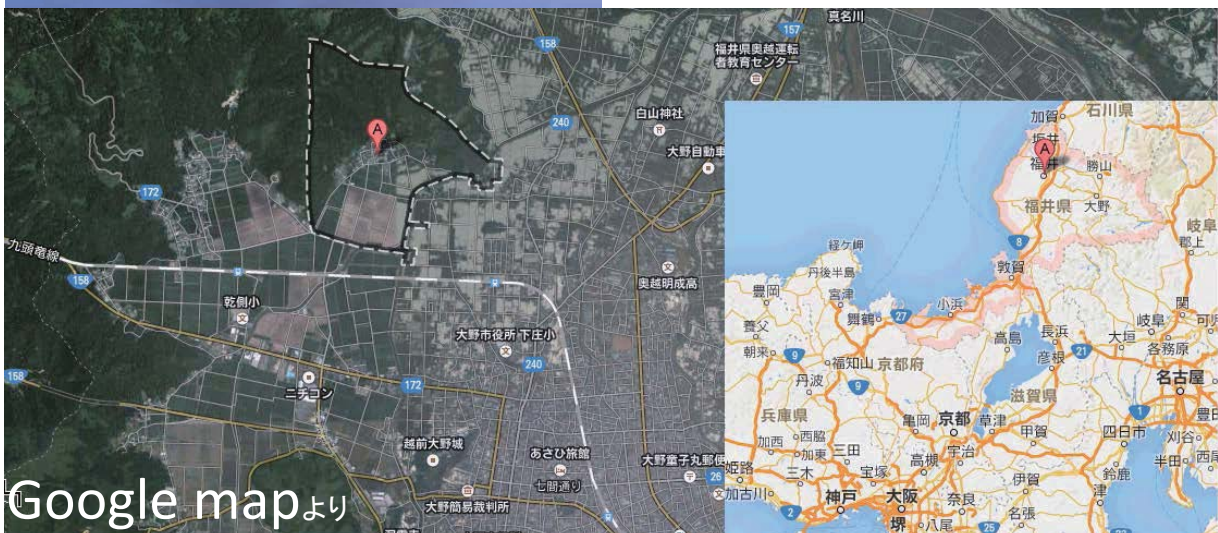 真名川
158
157
福井県奥越運転
者教育センター
240
白山神社
大野自動車
A
172
九頭竜線
158
奥越明成高
乾側小
大野市役所 下庄小
240
158
172
ニチコン
越前大野城
あさひ旅館
大野童子丸郵便
七間通り
26
大野簡易裁判所
Google mapより
石川県
加賀
A
福井
勝山
福井県
大野
岐阜
郡上
8
経ケ岬
敦賀
丹後半島
豊岡
宮津
小浜
舞鶴
27
関
養父
高島
長浜
大垣
岐阜
朝来
9
福知山
京都府
彦根
21
各務原
丹波
9
名古屋
滋賀県
兵庫県
亀岡
京都
草津
1
西脇
甲賀
四日市
加西
加東
三田
宇治
刈谷
高槻
半田
姫路
三木
宝塚
伊賀
鈴鹿
加古川
神戸
大阪
奈良
津
2
堺
八尾
25
名張